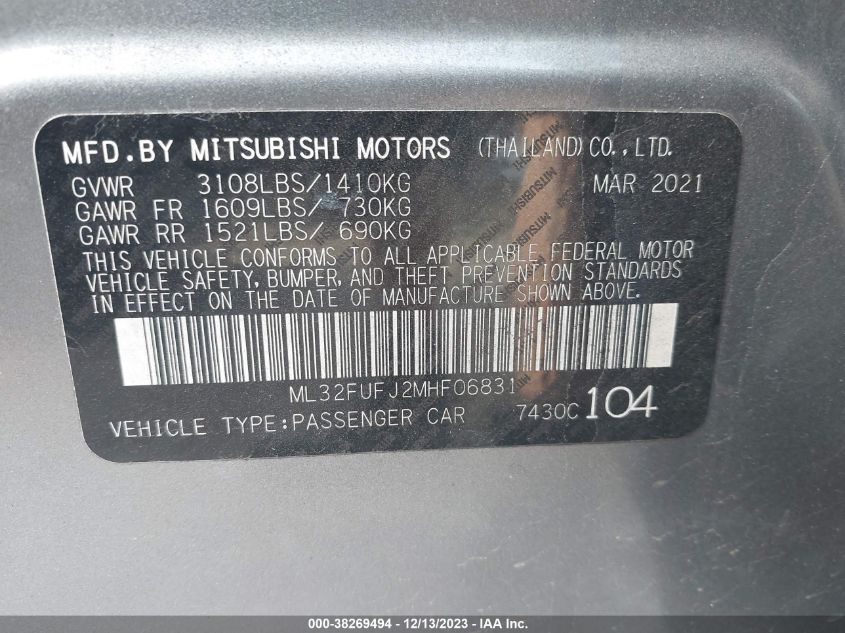 MFD.BY MITSUBISHI MOTORS (THAILAND) CO.,LTD.
GVWR 3108LBS/1410KG MAR 2021
GAWR FR 1609LBS/ 730KG
GAWR RR 1521LBS/ 690KG
THIS VEHICLE CONFORMS TO ALL APPLICABLE FEDERAL MOTOR
VEHICLE SAFETY, BUMPER, AND THEFT PREVENTION STANDARDS
IN EFFECT ON THE DATE OF MANUFACTURE SHOWN ABOVE.
ML32FUFJ2MHF06831
VEHICLE TYPE:PASSENGER CAR 7430C 104
000-38269494 - 12/13/2023 - IAA Inc.